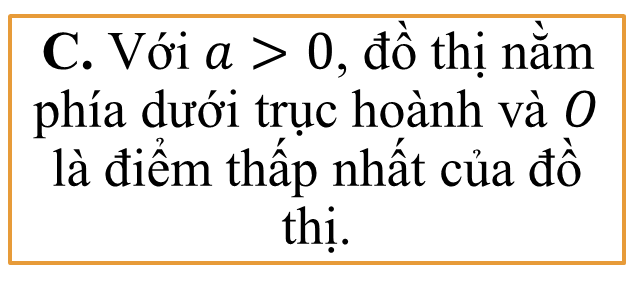 C. Với a > 0, đồ thị nằm
phía dưới trục hoành và O
là điểm thấp nhất của đồ
thị.